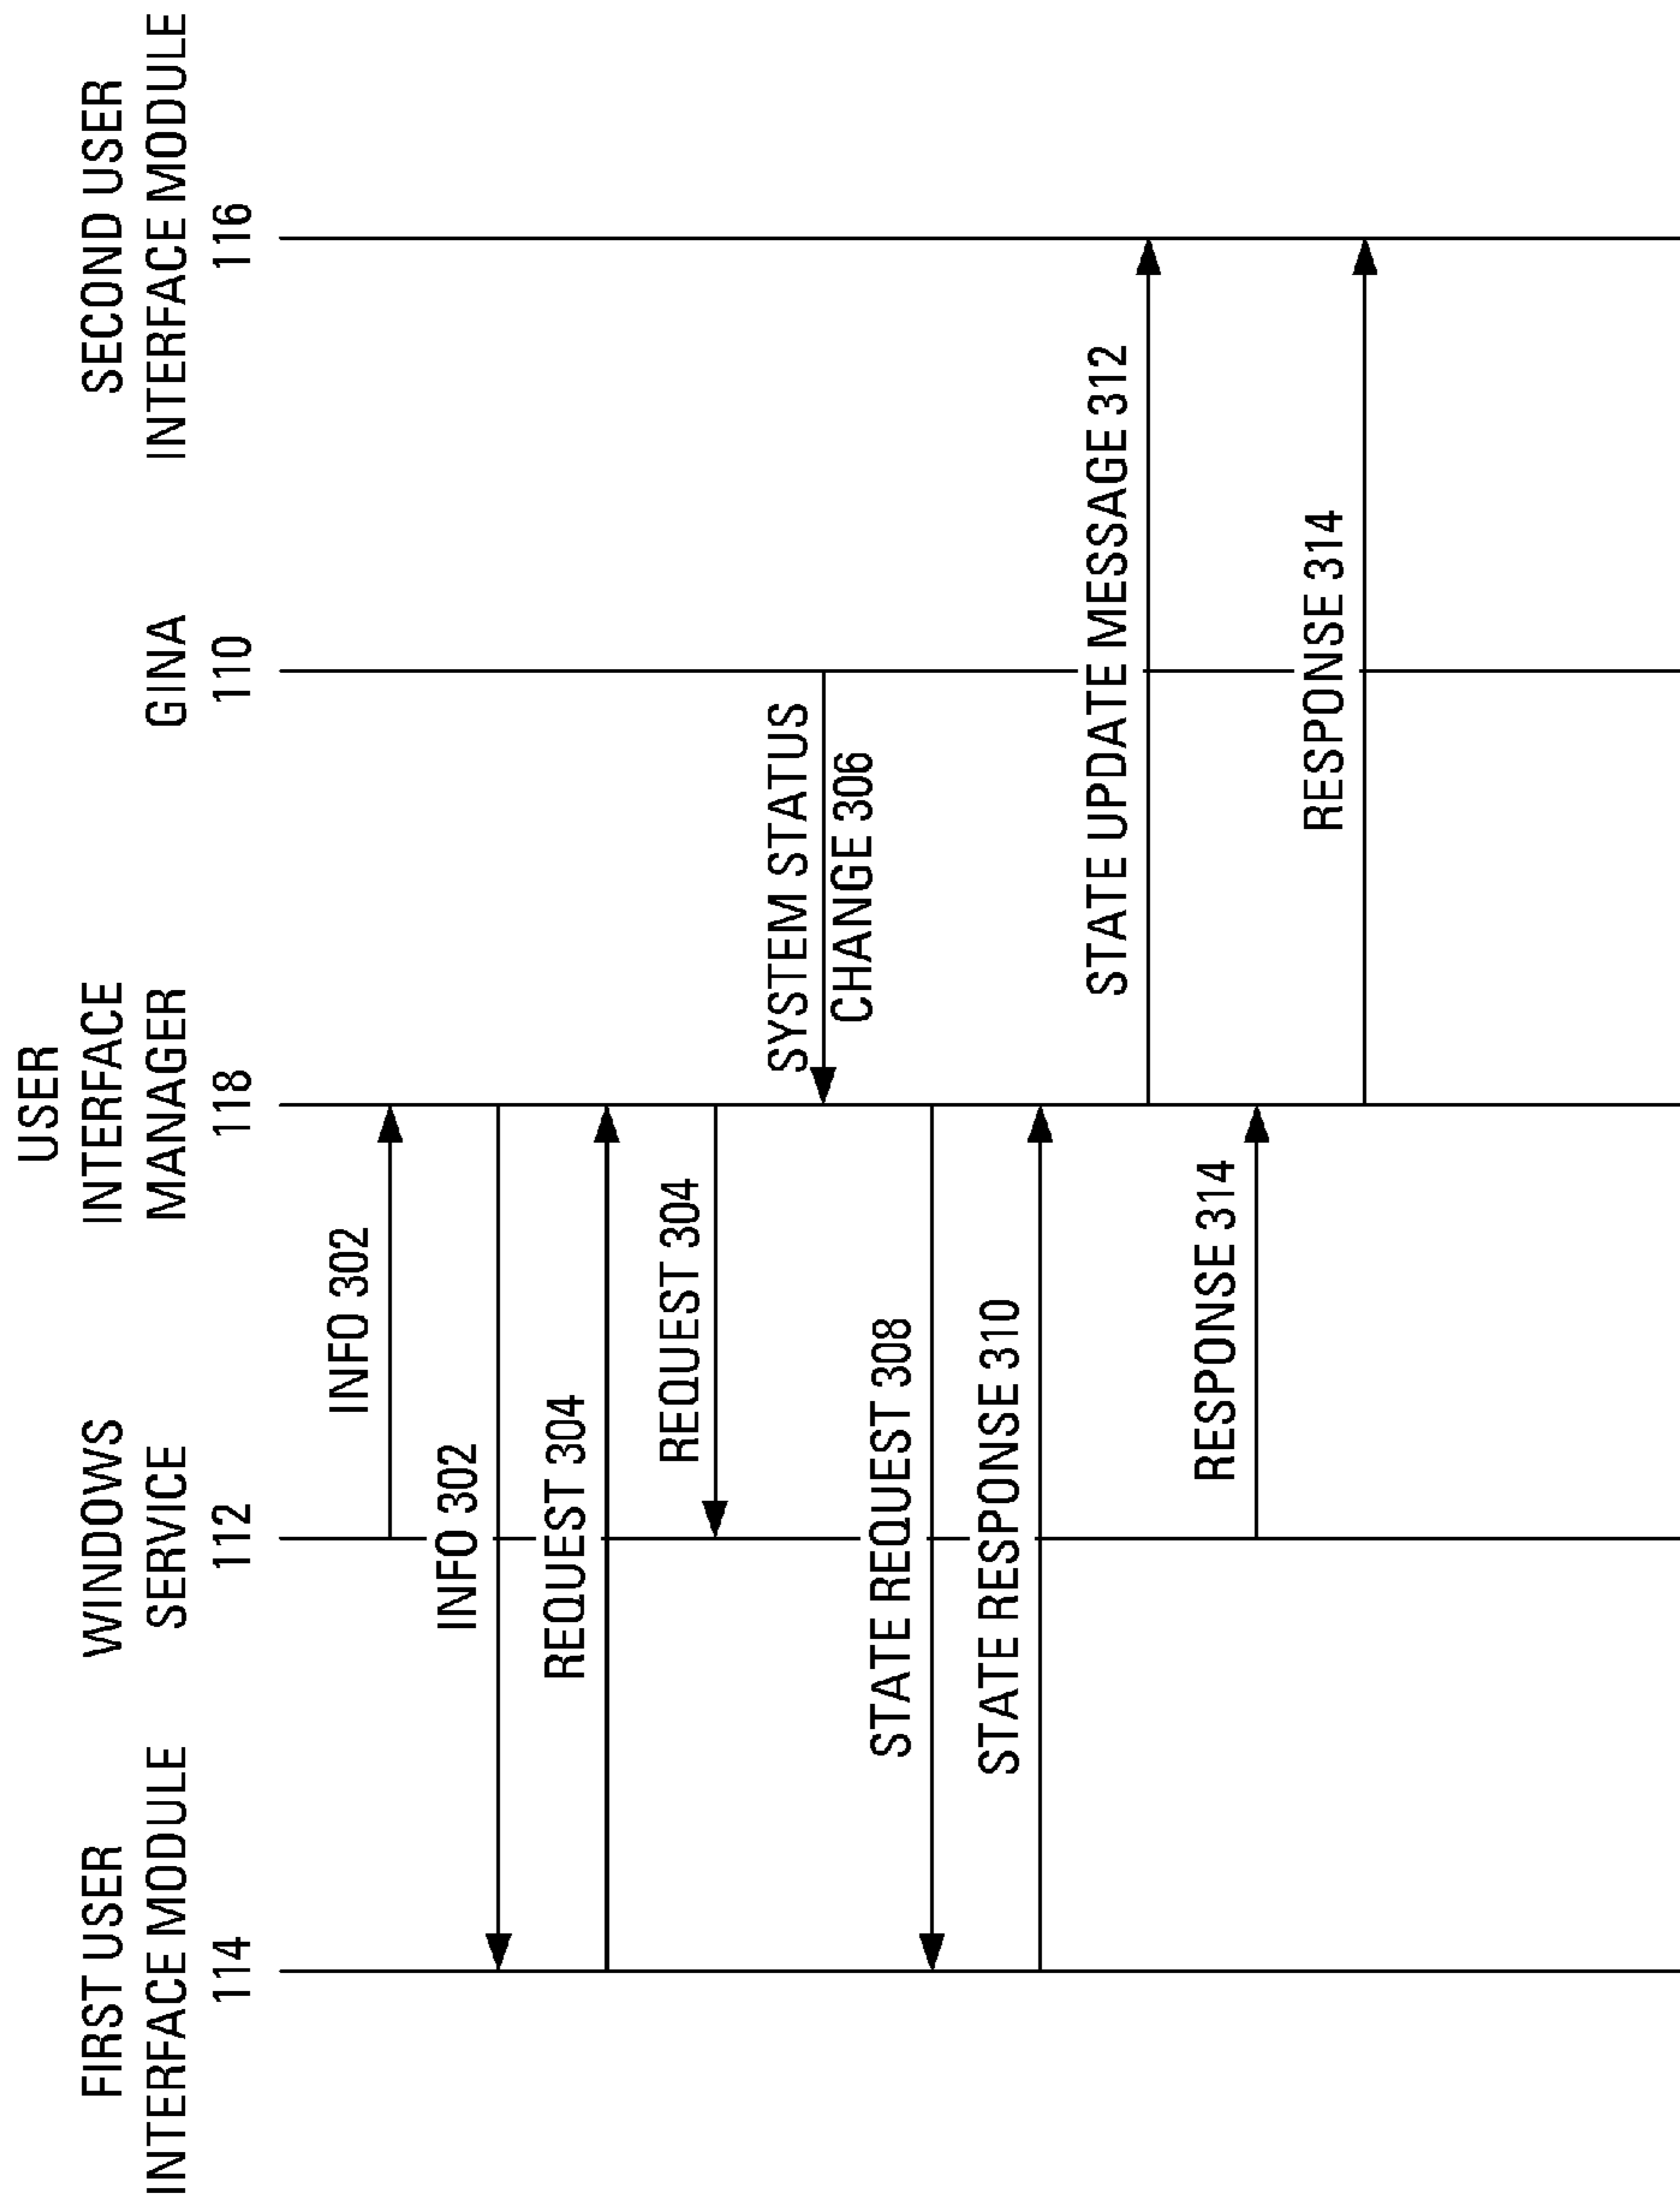 FIRST USER
INTERFACE MODULE
114
WINDOWS
SERVICE
112
USER
INTERFACE
MANAGER
118
GINA
110
SECOND USER
INTERFACE MODULE
116
INFO 302
INFO 302
REQUEST 304
REQUEST 304
SYSTEM STATUS
CHANGE 306
STATE REQUEST 308
STATE RESPONSE 310
STATE UPDATE MESSAGE 312
RESPONSE 314
RESPONSE 314